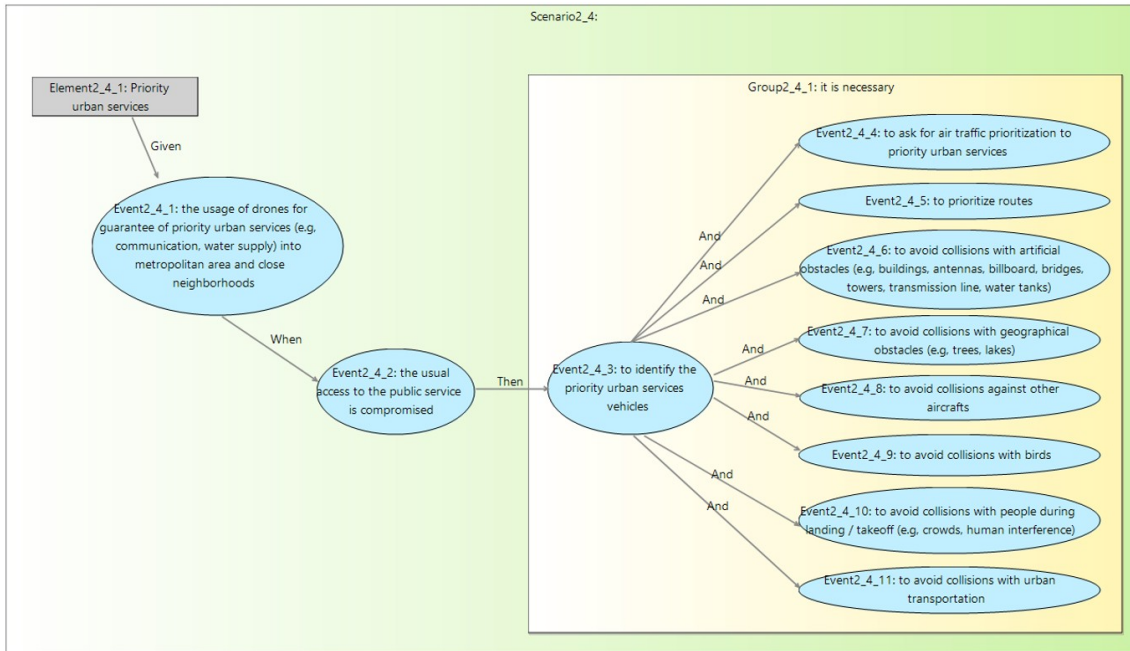 Scenario2_4:
Element2_4_1: Priority
urban services
Given
Event2_4_1: the usage of drones for
guarantee of priority urban services (e.g,
communication, water supply) into
metropolitan area and close
neighborhoods
When
Event2_4_2: the usual
access to the public service
is compromised
Then
Group2_4_1: it is necessary
Event2_4_3: to identify the
priority urban services
vehicles
And
And
And
And
And
And
And
And
Event2_4_4: to ask for air traffic prioritization to
priority urban services
Event2_4_5: to prioritize routes
Event2_4_6: to avoid collisions with artificial
obstacles (e.g, buildings, antennas, billboard, bridges,
towers, transmission line, water tanks)
Event2_4_7: to avoid collisions with geographical
obstacles (e.g, trees, lakes)
Event2_4_8: to avoid collisions against other
aircrafts
Event2_4_9: to avoid collisions with birds
Event2_4_10: to avoid collisions with people during
landing / takeoff (e.g, crowds, human interference)
Event2_4_11: to avoid collisions with urban
transportation